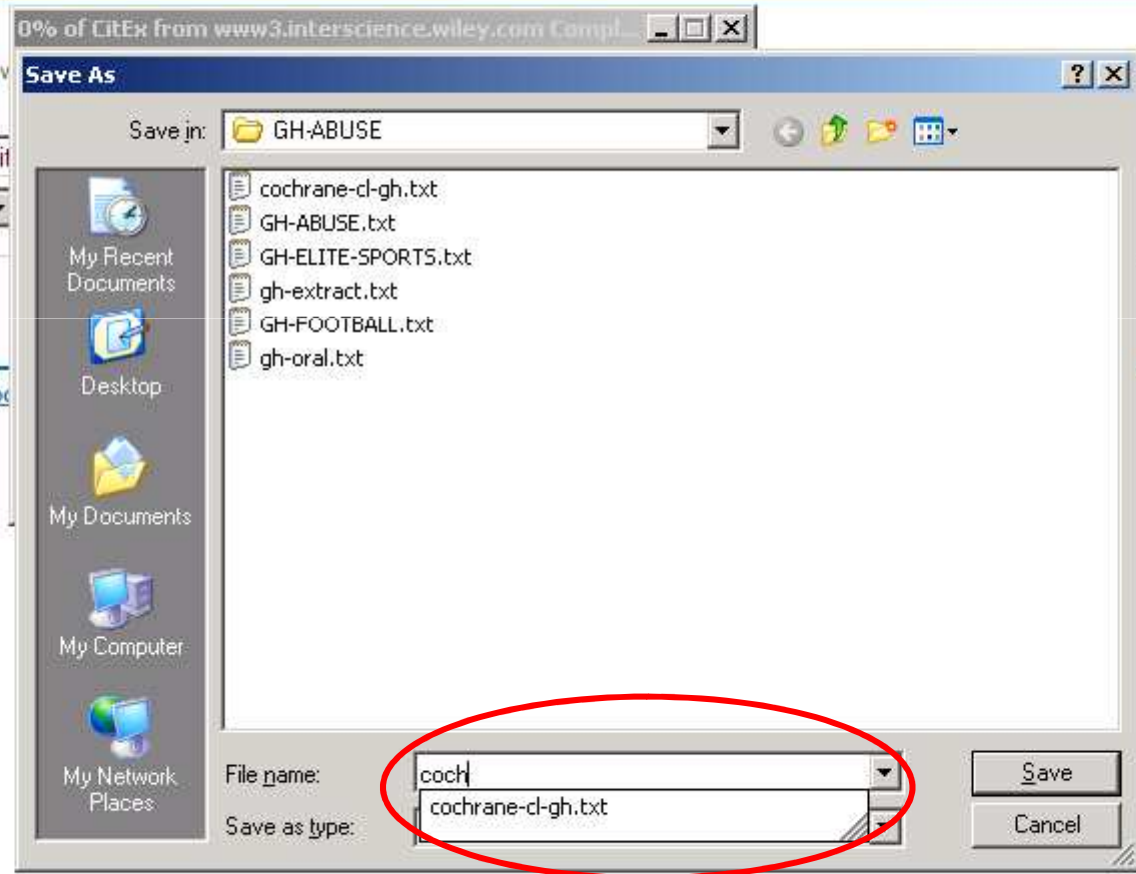 0% of CitEx from www3.interscience.wiley.com Compl...
Save As
Save in: GH-ABUSE
cochrane-cl-gh.txt
GH-ABUSE.txt
GH-ELITE-SPORTS.txt
gh-extract.txt
GH-FOOTBALL.txt
gh-oral.txt
My Recent
Documents
Desktop
My Documents
My Computer
My Network
Places
File name: coch
cochrane-cl-gh.txt
Save as type:
Save
Cancel